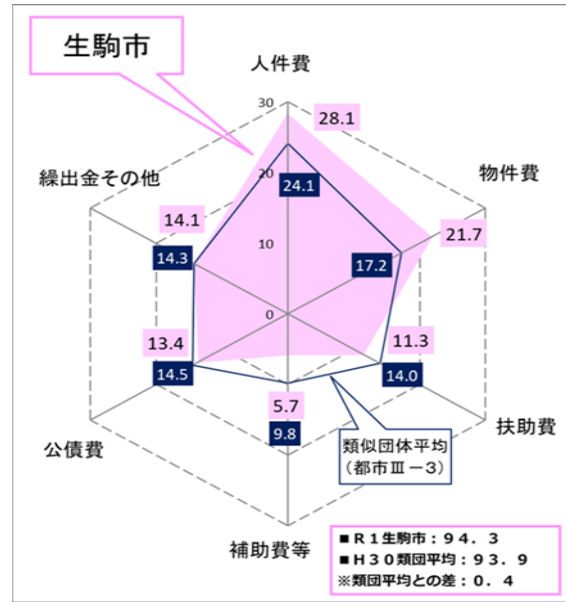 生駒市
人件費
30
28.1
物件費
繰出金その他
20
24.1
14.1
21.7
14.3
17.2
10
0
13.4
11.3
14.5
14.0
5.7
9.8
公債費
類似団体平均
(都市Ⅲ－3)
扶助費
補助費等
■R1生駒市：94．3
■H30類団平均：93．9
※類団平均との差：0．4